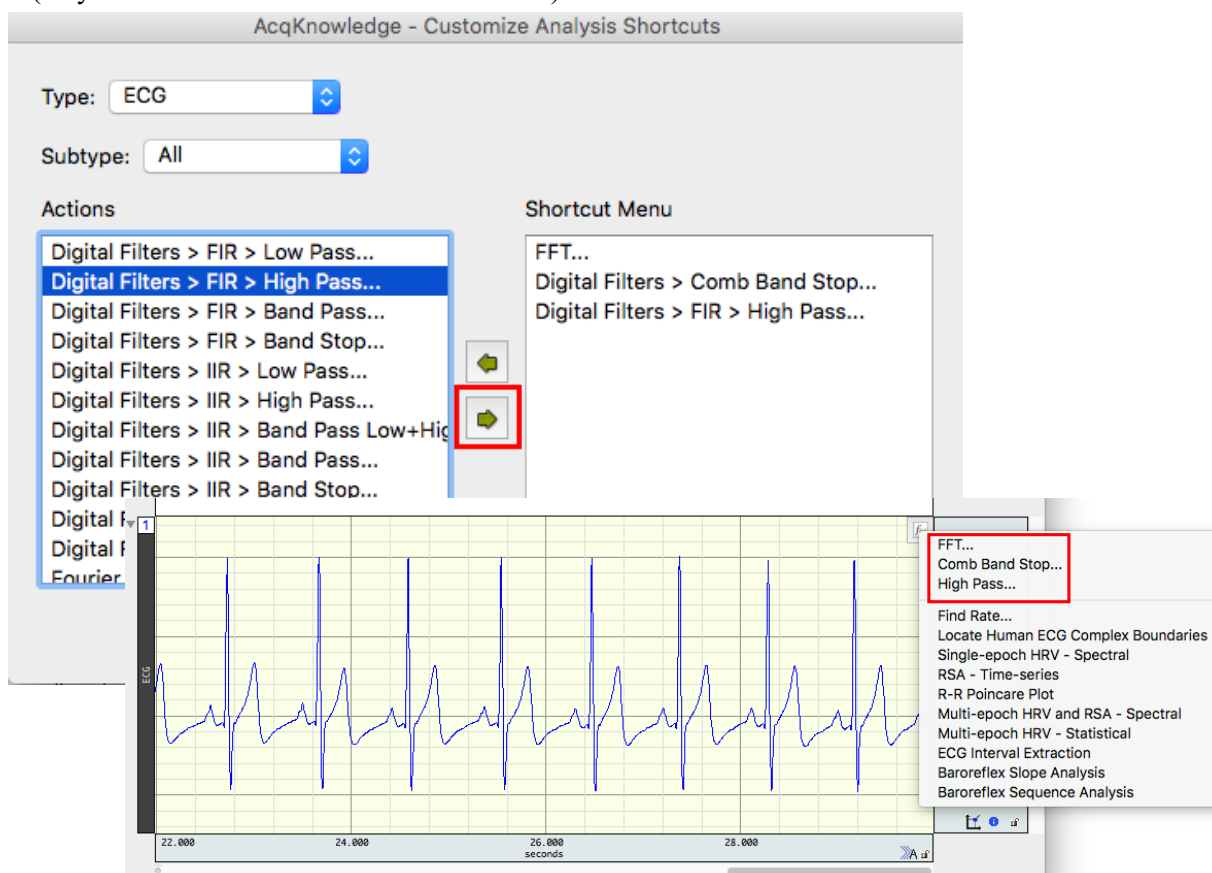 AcqKnowledge - Customize Analysis Shortcuts
Type: ECG
Subtype: All
Actions
Shortcut Menu
Digital Filters > FIR > Low Pass...
Digital Filters > FIR > High Pass...
Digital Filters > FIR > Band Pass...
Digital Filters > FIR > Band Stop...
Digital Filters > IIR > Low Pass...
Digital Filters > IIR > High Pass...
Digital Filters > IIR > Band Pass Low+Hig
Digital Filters > IIR > Band Pass...
Digital Filters > IIR > Band Stop...
Digital F
Digital F
Fourier
FFT...
Digital Filters > Comb Band Stop...
Digital Filters > FIR > High Pass...
1
ECG
FFT...
Comb Band Stop...
High Pass...
Find Rate...
Locate Human ECG Complex Boundaries
Single-epoch HRV - Spectral
RSA - Time-series
R-R Poincare Plot
Multi-epoch HRV and RSA - Spectral
Multi-epoch HRV - Statistical
ECG Interval Extraction
Baroreflex Slope Analysis
Baroreflex Sequence Analysis
22.000 24.000 26.000 28.000
seconds
A